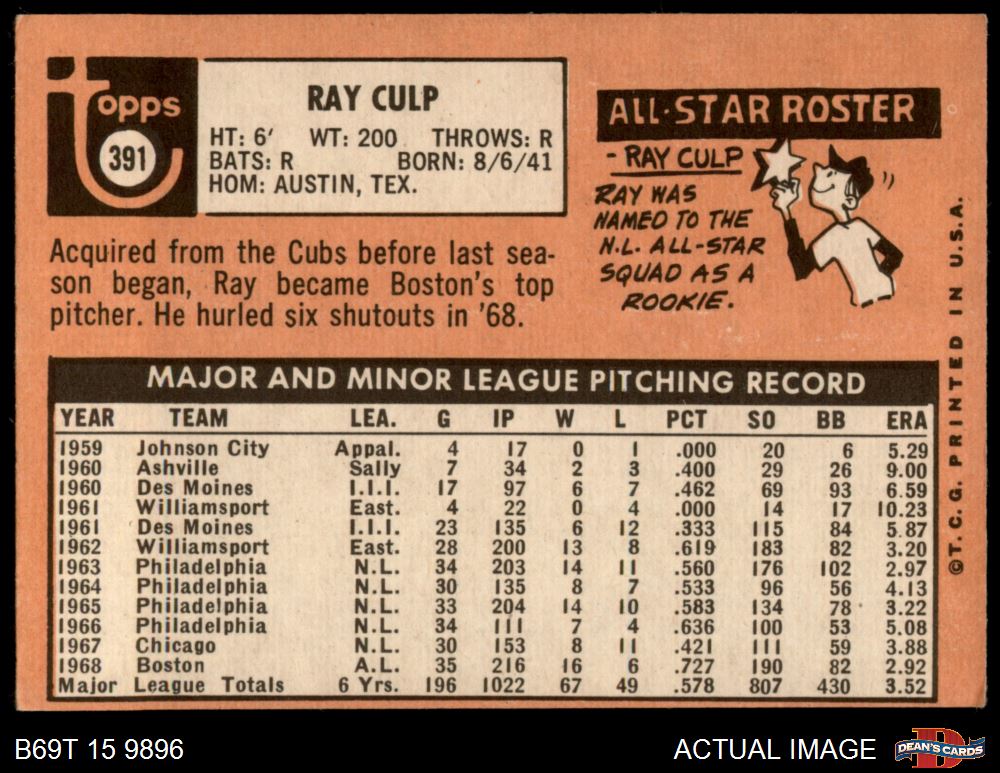 Topps
391
RAY CULP
HT: 6' WT: 200 THROWS: R
BATS: R BORN: 8/6/41
HOM: AUSTIN, TEX.
Acquired from the Cubs before last sea-
son began, Ray became Boston's top
pitcher. He hurled six shutouts in '68.
ALL-STAR ROSTER
- RAY CULP
RAY WAS
NAMED TO THE
N.L. ALL-STAR
SQUAD AS A
ROOKIE.
MAJOR AND MINOR LEAGUE PITCHING RECORD
YEAR TEAM LEA. G IP W L PCT SO BB ERA
1959 Johnson City Appal. 4 17 0 1 .000 20 6 5.29
1960 Ashville Sally 7 34 2 3 .400 29 26 9.00
1960 Des Moines I.I.I. 17 97 6 7 .462 69 93 6.59
1961 Williamsport East. 4 22 0 4 .000 14 17 10.23
1961 Des Moines I.I.I. 23 135 6 12 .333 115 84 5.87
1962 Williamsport East. 28 200 13 8 .619 183 82 3.20
1963 Philadelphia N.L. 34 203 14 11 .560 176 102 2.97
1964 Philadelphia N.L. 30 135 8 7 .533 96 56 4.13
1965 Philadelphia N.L. 33 204 14 10 .583 134 78 3.22
1966 Philadelphia N.L. 34 111 7 4 .636 100 53 5.08
1967 Chicago N.L. 30 153 8 11 .421 111 59 3.88
1968 Boston A.L. 35 216 16 6 .727 190 82 2.92
Major League Totals 6 Yrs. 196 1022 67 49 .578 807 430 3.52
©T. C. G. PRINTED IN U.S.A.
B69T 15 9896
ACTUAL IMAGE
D
DEAN'S CARDS